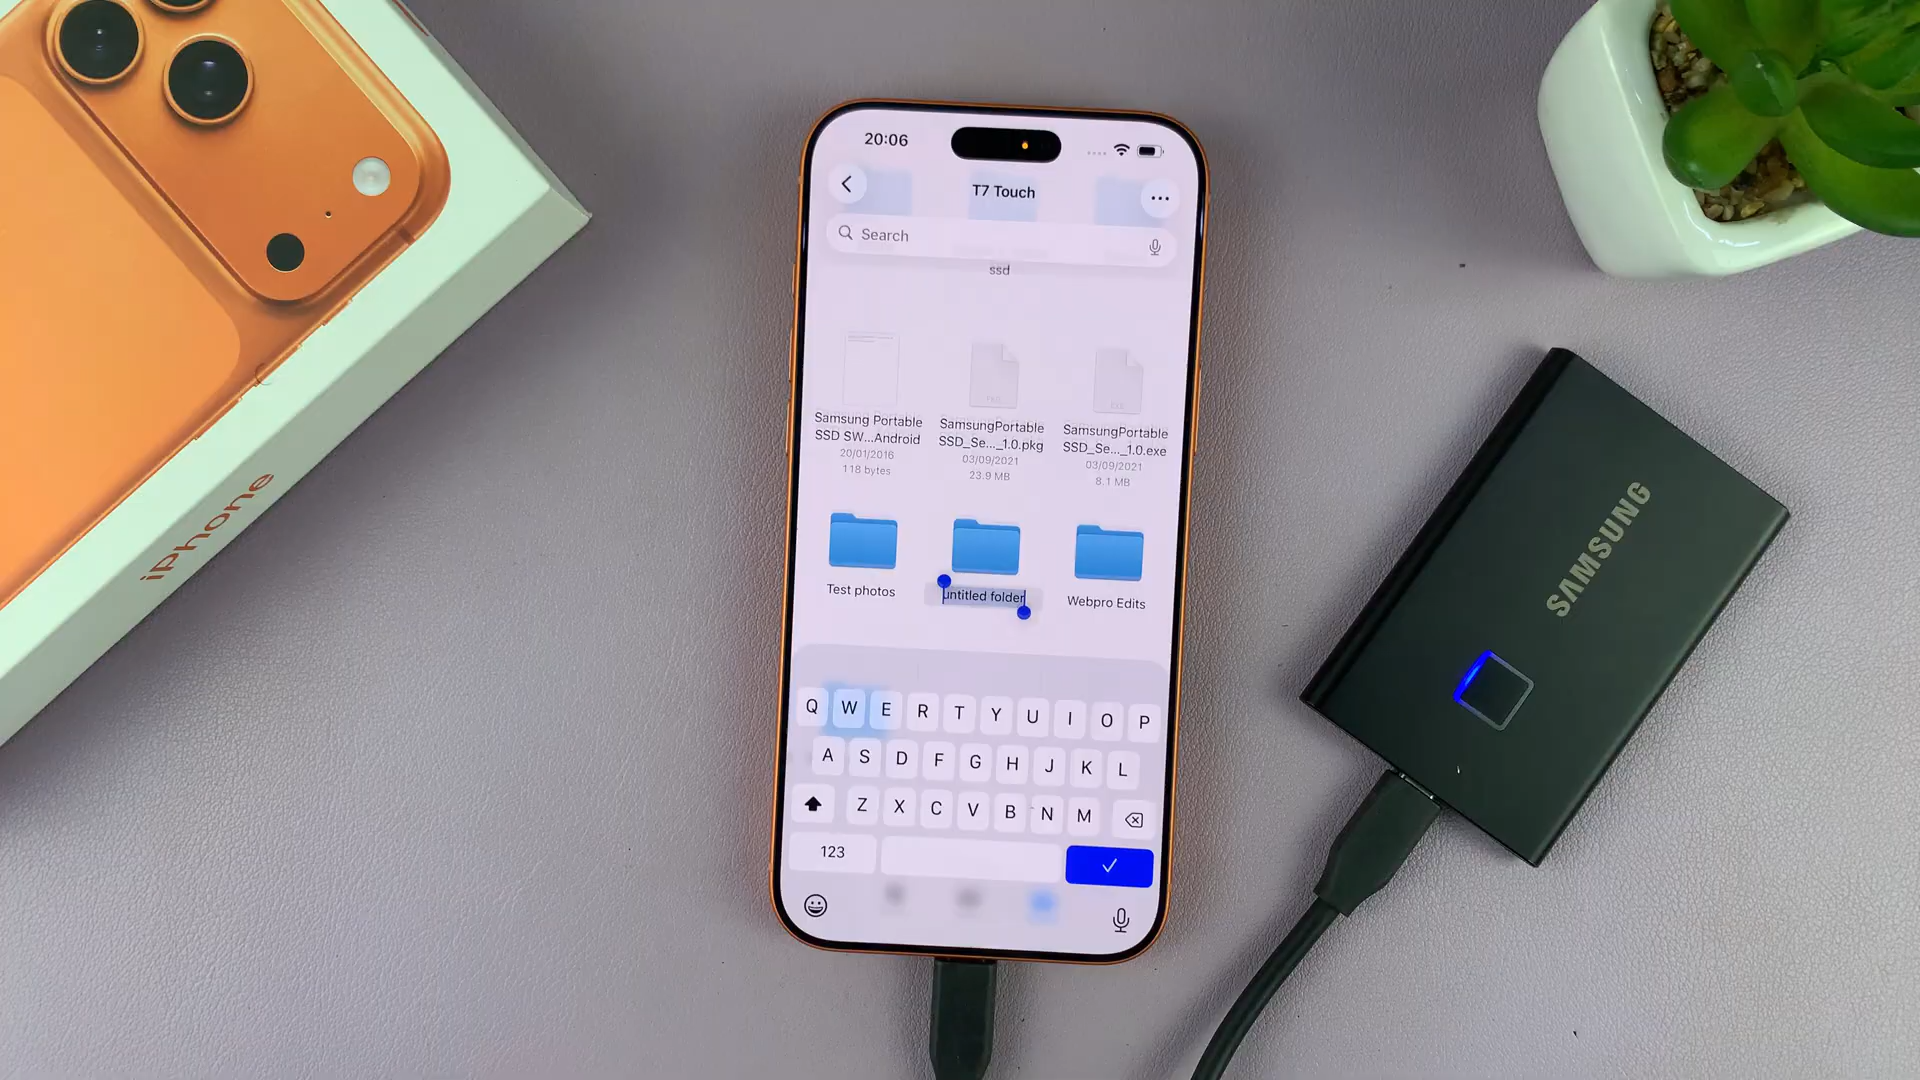 iPhone
20:06
T7 Touch
Search
ssd
Samsung Portable
SSD SW...Android
20/01/2016
118 bytes
SamsungPortable
SSD_Se..._1.0.pkg
03/09/2021
23.9 MB
SamsungPortable
SSD_Se..._1.0.exe
03/09/2021
8.1 MB
Test photos
untitled folder
Webpro Edits
Q W E R T Y U I O P
A S D F G H J K L
Z X C V B N M
123
SAMSUNG